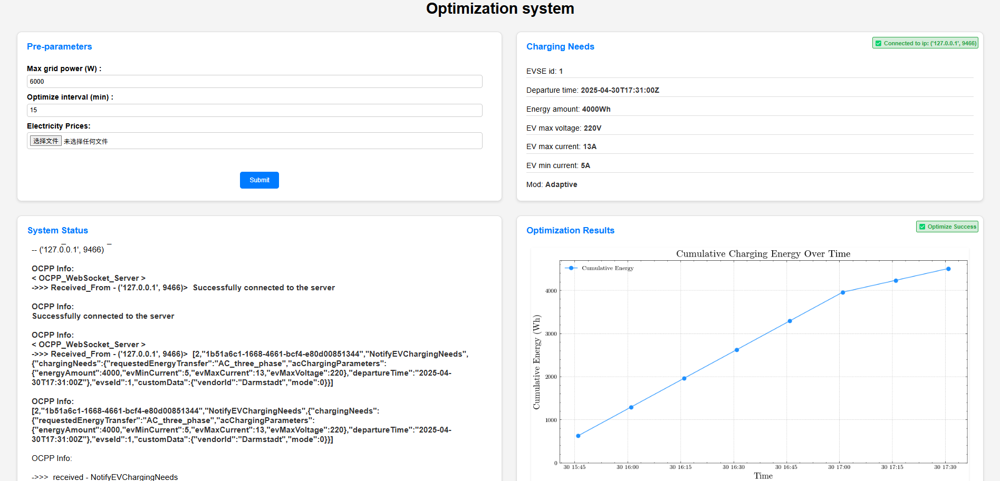 Optimization system
Pre-parameters
Max grid power (W) :
6000
Optimize interval (min) :
15
Electricity Prices:
选择文件 未选择任何文件
Submit
Charging Needs
Connected to ip: ('127.0.0.1', 9466)
EVSE id: 1
Departure time: 2025-04-30T17:31:00Z
Energy amount: 4000Wh
EV max voltage: 220V
EV max current: 13A
EV min current: 5A
Mod: Adaptive
System Status
-- ('127.0.0.1', 9466)
OCPP Info:
< OCPP_WebSocket_Server >
->>> Received_From - ('127.0.0.1', 9466)> Successfully connected to the server
OCPP Info:
Successfully connected to the server
OCPP Info:
< OCPP_WebSocket_Server >
->>> Received_From - ('127.0.0.1', 9466)> [2,"1b51a6c1-1668-4661-bcf4-e80d00851344","NotifyEVChargingNeeds",
{"chargingNeeds":{"requestedEnergyTransfer":"AC_three_phase","acChargingParameters":
{"energyAmount":4000,"evMinCurrent":5,"evMaxCurrent":13,"evMaxVoltage":220},"departureTime":"2025-04-
30T17:31:00Z"},"evseId":1,"customData":{"vendorId":"Darmstadt","mode":0}}]
OCPP Info:
[2,"1b51a6c1-1668-4661-bcf4-e80d00851344","NotifyEVChargingNeeds",{"chargingNeeds":
{"requestedEnergyTransfer":"AC_three_phase","acChargingParameters":
{"energyAmount":4000,"evMinCurrent":5,"evMaxCurrent":13,"evMaxVoltage":220},"departureTime":"2025-04-
30T17:31:00Z"},"evseId":1,"customData":{"vendorId":"Darmstadt","mode":0}}]
OCPP Info:
->>> received - NotifyEVChargingNeeds
Optimization Results
Optimize Success
Cumulative Charging Energy Over Time
Cumulative Energy
Cumulative Energy (Wh)
4000
3000
2000
1000
0
30 15:45
30 16:00
30 16:15
30 16:30
30 16:45
30 17:00
30 17:15
30 17:30
Time